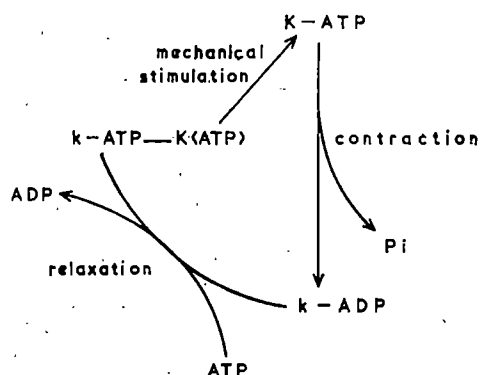 K-ATP
mechanical
stimulation
k-ATP—K(ATP)
contraction
ADP
Pi
relaxation
k-ADP
ATP